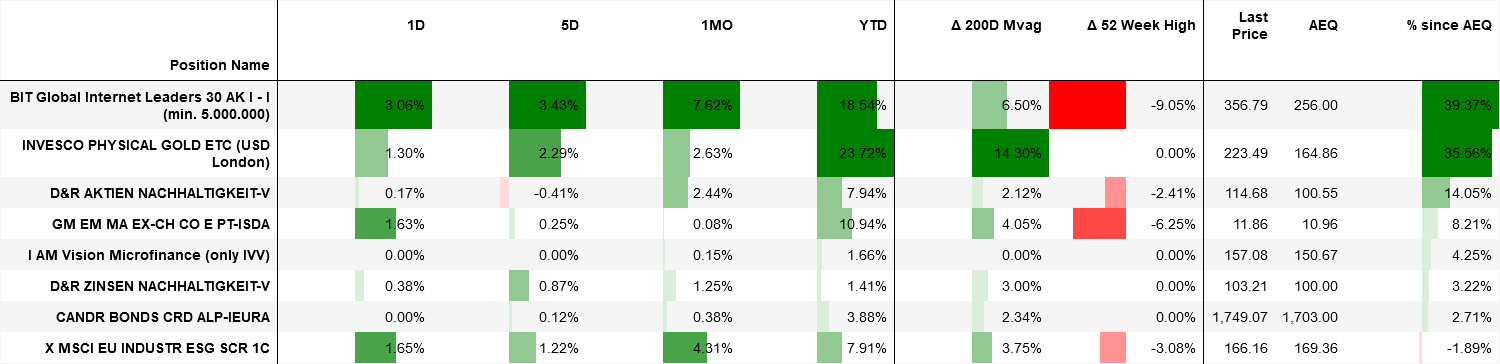 Position Name 1D 5D 1MO YTD Δ 200D Mvag Δ 52 Week High Last Price AEQ % since AEQ
BIT Global Internet Leaders 30 AK I - I
(min. 5.000.000) 3.06% 3.43% 7.62% 18.54% 6.50% -9.05% 356.79 256.00 39.37%
INVESCO PHYSICAL GOLD ETC (USD
London) 1.30% 2.29% 2.63% 23.72% 14.30% 0.00% 223.49 164.86 35.56%
D&R AKTIEN NACHHALTIGKEIT-V 0.17% -0.41% 2.44% 7.94% 2.12% -2.41% 114.68 100.55 14.05%
GM EM MA EX-CH CO E PT-ISDA 1.63% 0.25% 0.08% 10.94% 4.05% -6.25% 11.86 10.96 8.21%
I AM Vision Microfinance (only IVV) 0.00% 0.00% 0.15% 1.66% 0.00% 0.00% 157.08 150.67 4.25%
D&R ZINSEN NACHHALTIGKEIT-V 0.38% 0.87% 1.25% 1.41% 3.00% 0.00% 103.21 100.00 3.22%
CANDR BONDS CRD ALP-IEURA 0.00% 0.12% 0.38% 3.88% 2.34% 0.00% 1,749.07 1,703.00 2.71%
X MSCI EU INDUSTR ESG SCR 1C 1.65% 1.22% 4.31% 7.91% 3.75% -3.08% 166.16 169.36 -1.89%